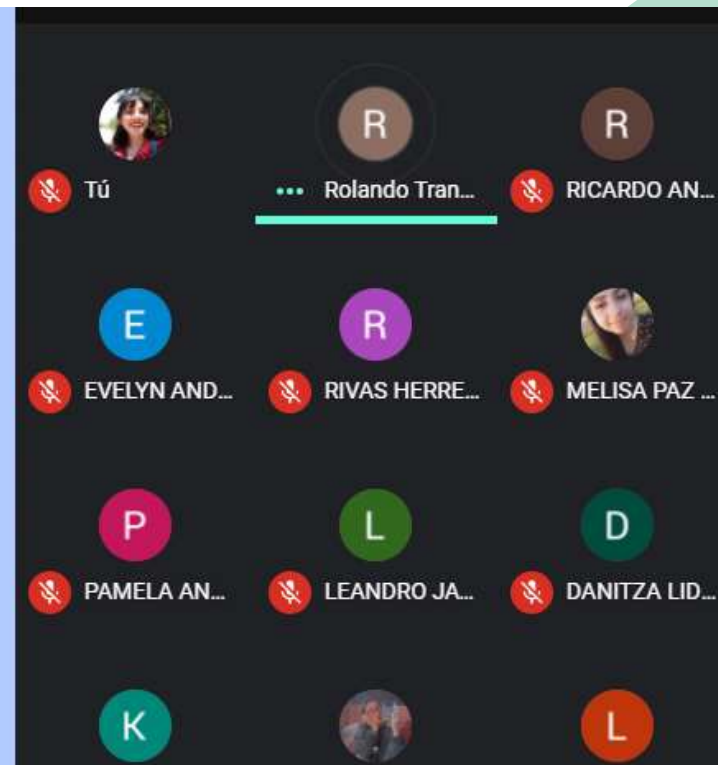 R R
Tú Rolando Tran... RICARDO AN...
E R
EVELYN AND... RIVAS HERRE... MELISA PAZ ...
P L D
PAMELA AN... LEANDRO JA... DANITZA LID...
K L